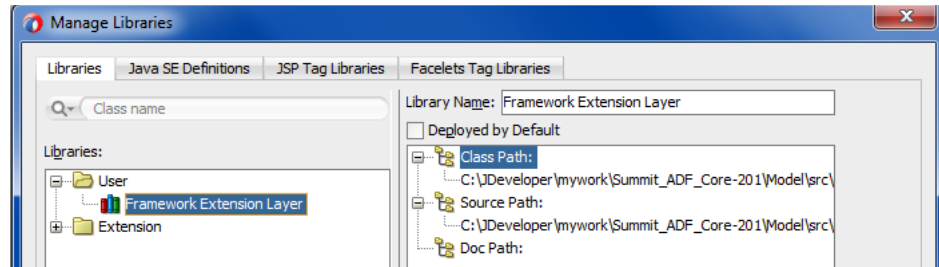 Manage Libraries
Libraries Java SE Definitions JSP Tag Libraries Facelets Tag Libraries
Class name
Libraries:
User
Framework Extension Layer
Extension
Library Name: Framework Extension Layer
Deployed by Default
Class Path:
C:\JDeveloper\mywork\Summit_ADF_Core-201\Model\src\
Source Path:
C:\JDeveloper\mywork\Summit_ADF_Core-201\Model\src\
Doc Path: